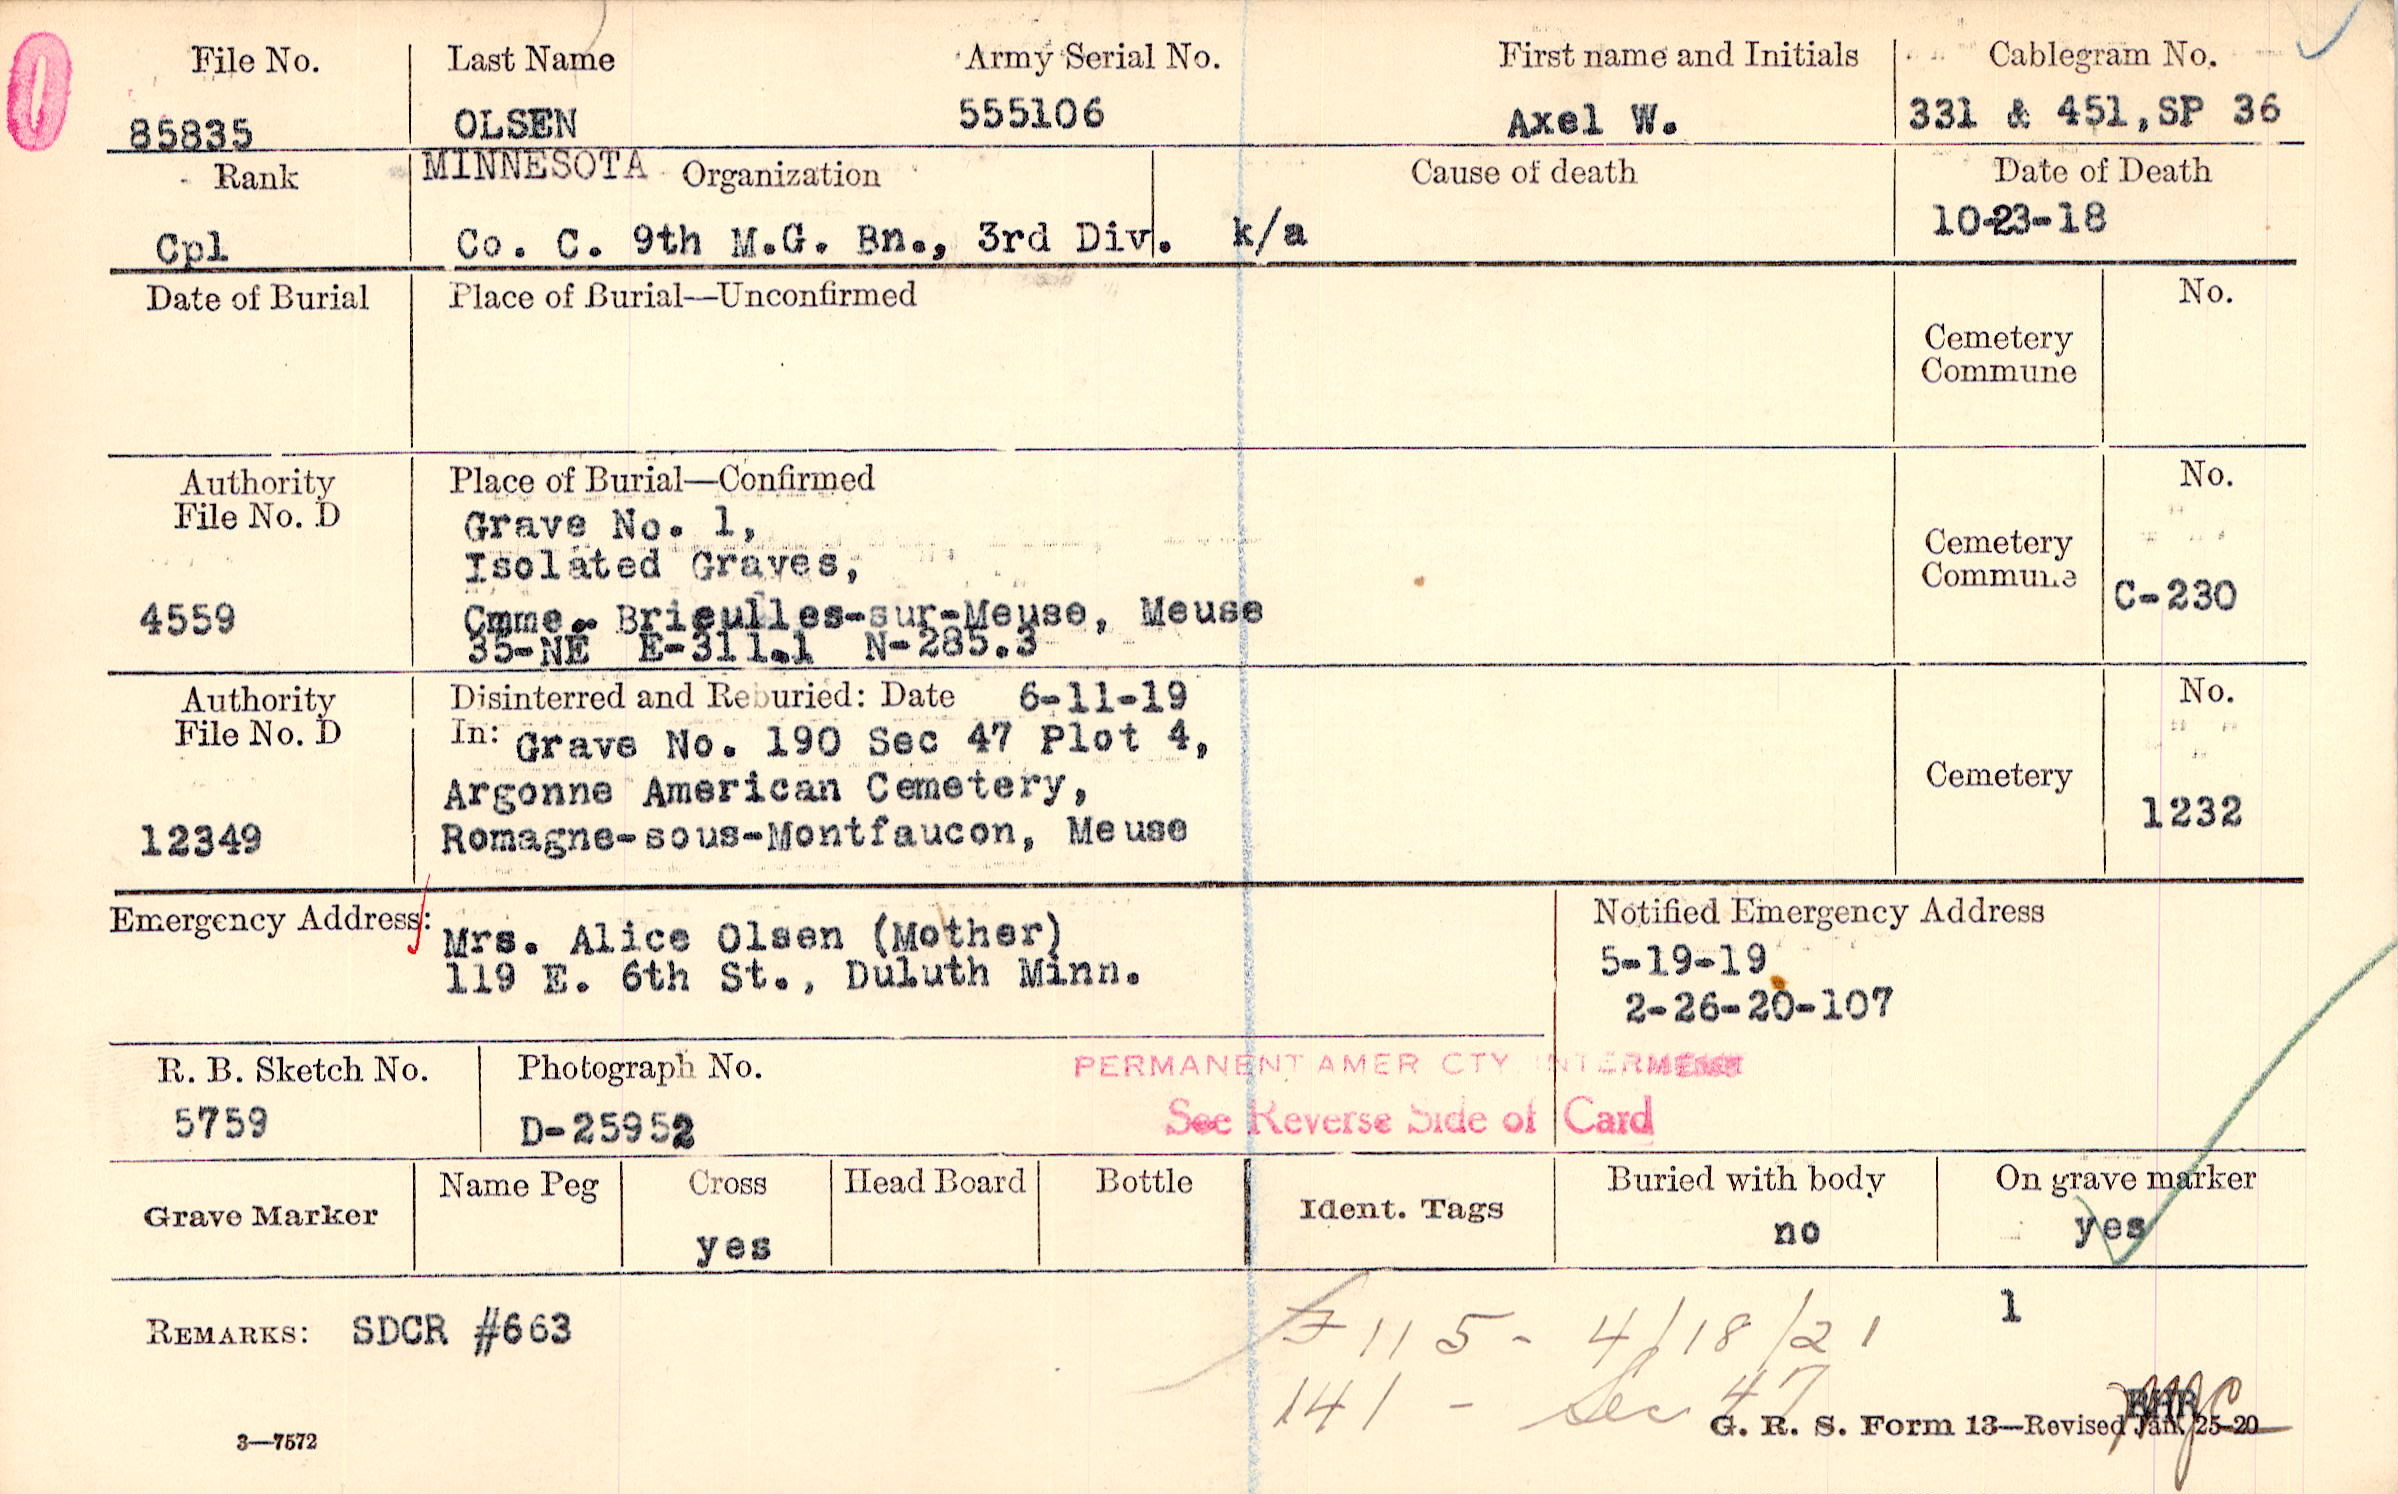 File No. Last Name Army Serial No. First name and Initials Cablegram No.
85835 OLSEN 555106 Axel W. 331 & 451, SP 36
Rank MINNESOTA Organization Cause of death Date of Death
Cpl Co. C. 9th M.G. Bn., 3rd Div. k/a 10-23-18
Date of Burial Place of Burial—Unconfirmed No.
Cemetery
Commune
Authority Place of Burial—Confirmed No.
File No. D Grave No. 1,
Isolated Graves, Cemetery
Commune
4559 Cmme. Brieulles-sur-Meuse, Meuse C-230
35-NE E-311.1 N-285.3
Authority Disinterred and Reburied: Date 6-11-19 No.
File No. D In: Grave No. 190 Sec 47 Plot 4,
Argonne American Cemetery, Cemetery
12349 Romagne-sous-Montfaucon, Meuse 1232
Emergency Address: Mrs. Alice Olsen (Mother) Notified Emergency Address
119 E. 6th St., Duluth Minn. 5-19-19
2-26-20-107
R. B. Sketch No. Photograph No. PERMANENT AMER CTY INTERMENT
5759 D-25952 See Reverse Side of Card
Grave Marker Name Peg Cross Head Board Bottle Ident. Tags Buried with body On grave marker
yes no yes
1
REMARKS: SDCR #663 115 - 4/18/21
141 - Sec 47
3—7572 G. R. S. Form 13—Revised Jan. 25-20